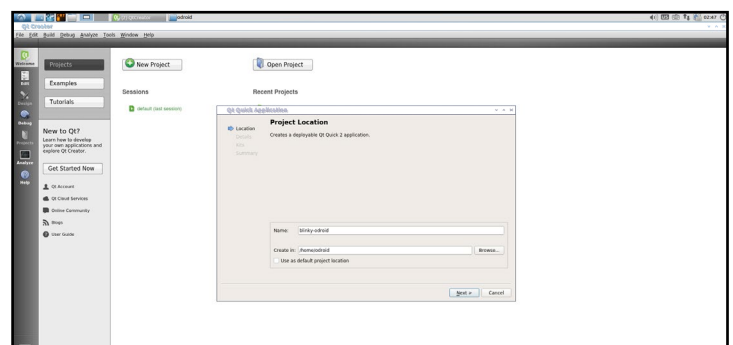 Qt Creator
odroid
US
02:47
Qt Creator
File Edit Build Debug Analyze Tools Window Help
Welcome
Edit
Design
Debug
Projects
Analyze
Help
Projects
Examples
Tutorials
New to Qt?
Learn how to develop
your own applications and
explore Qt Creator.
Get Started Now
Qt Account
Qt Cloud Services
Online Community
Blogs
User Guide
New Project
Open Project
Sessions
Recent Projects
default (last session)
Qt Quick Application
Location
Details
Kits
Summary
Project Location
Creates a deployable Qt Quick 2 application.
Name: blinky-odroid
Create in: /home/odroid
Browse...
Use as default project location
Next >
Cancel